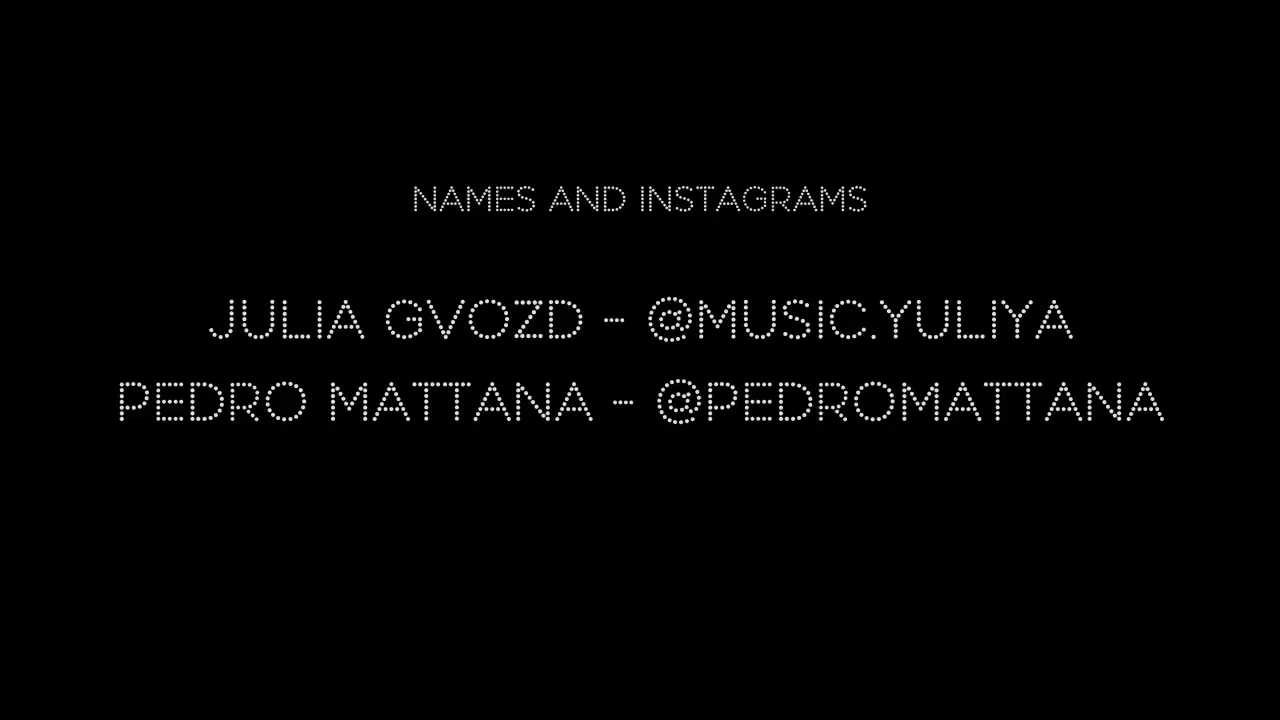 NAMES AND INSTAGRAMS
JULIA GVOZD - @MUSIC.YULIYA
PEDRO MATTANA - @PEDROMATTANA